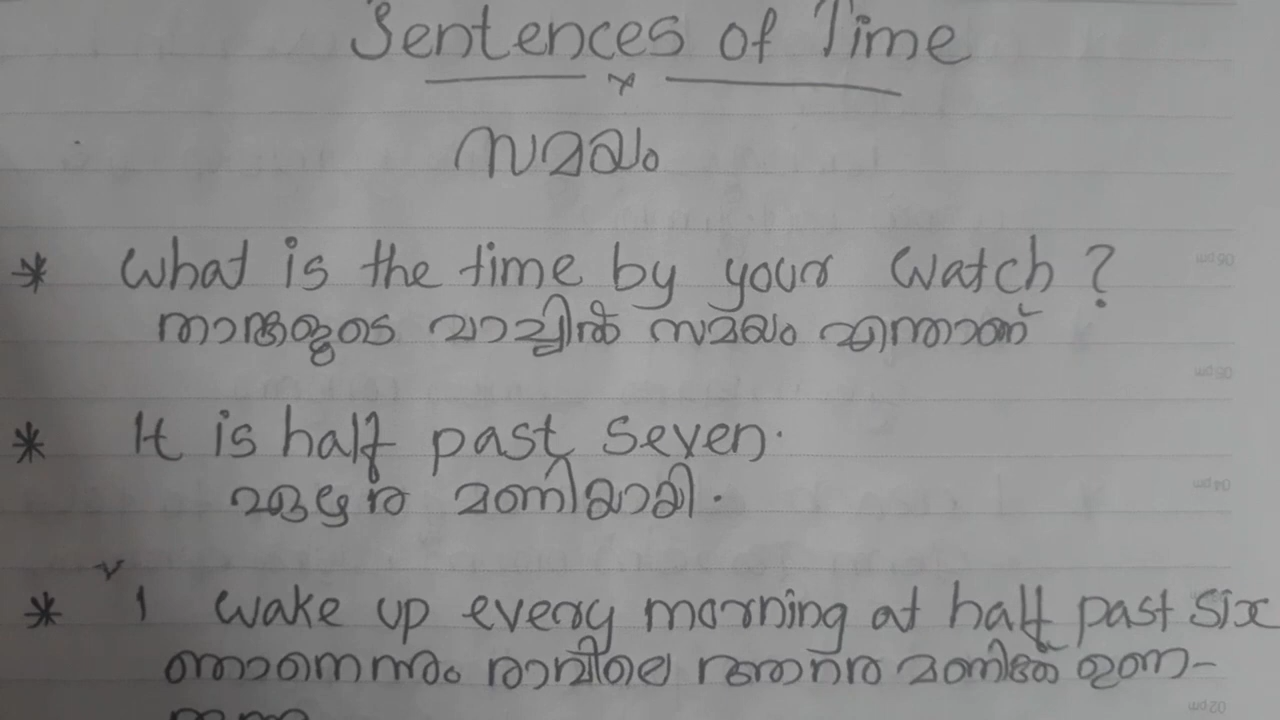 Sentences of Time
സമയം
* What is the time by your watch ?
താങ്കളുടെ വാച്ചിൽ സമയം എന്താണ്
* It is half past seven.
ഏഴര മണിയായി.
* I wake up every morning at half past six
ഞാനെന്നും രാവിലെ ആറര മണിക്ക് ഉണ-